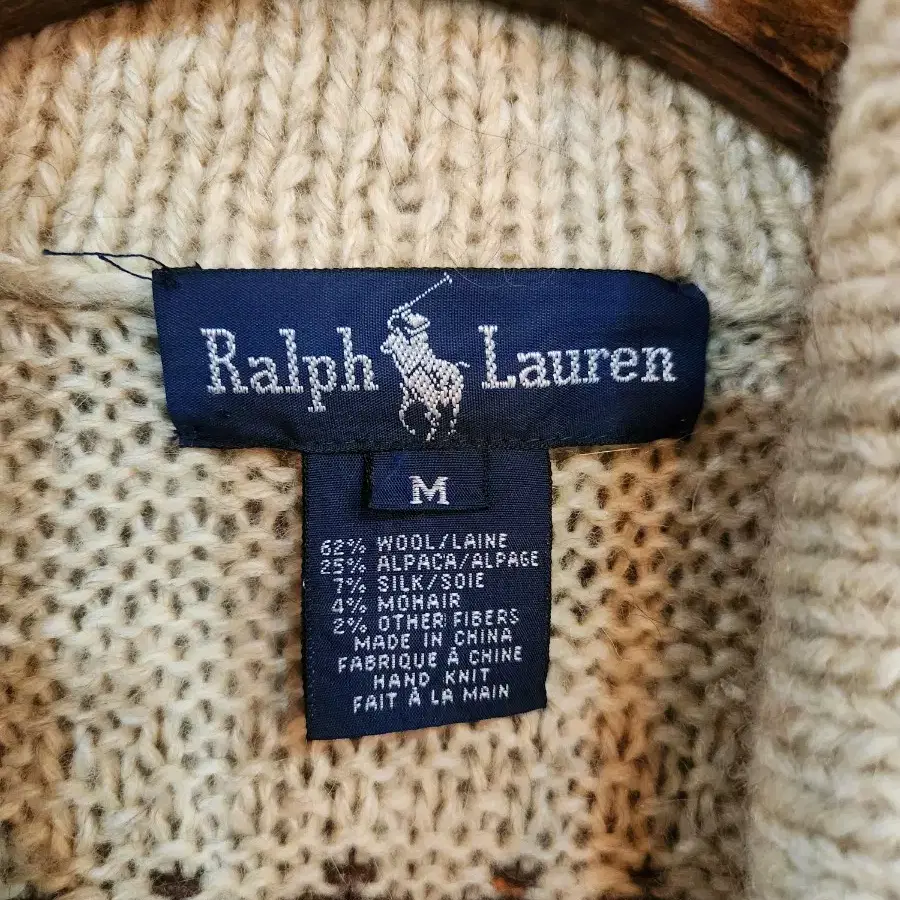 Ralph Lauren
M
62% WOOL/LAINE
25% ALPACA/ALPAGE
7% SILK/SOIE
4% MOHAIR
2% OTHER FIBERS
MADE IN CHINA
FABRIQUE À CHINE
HAND KNIT
FAIT À LA MAIN